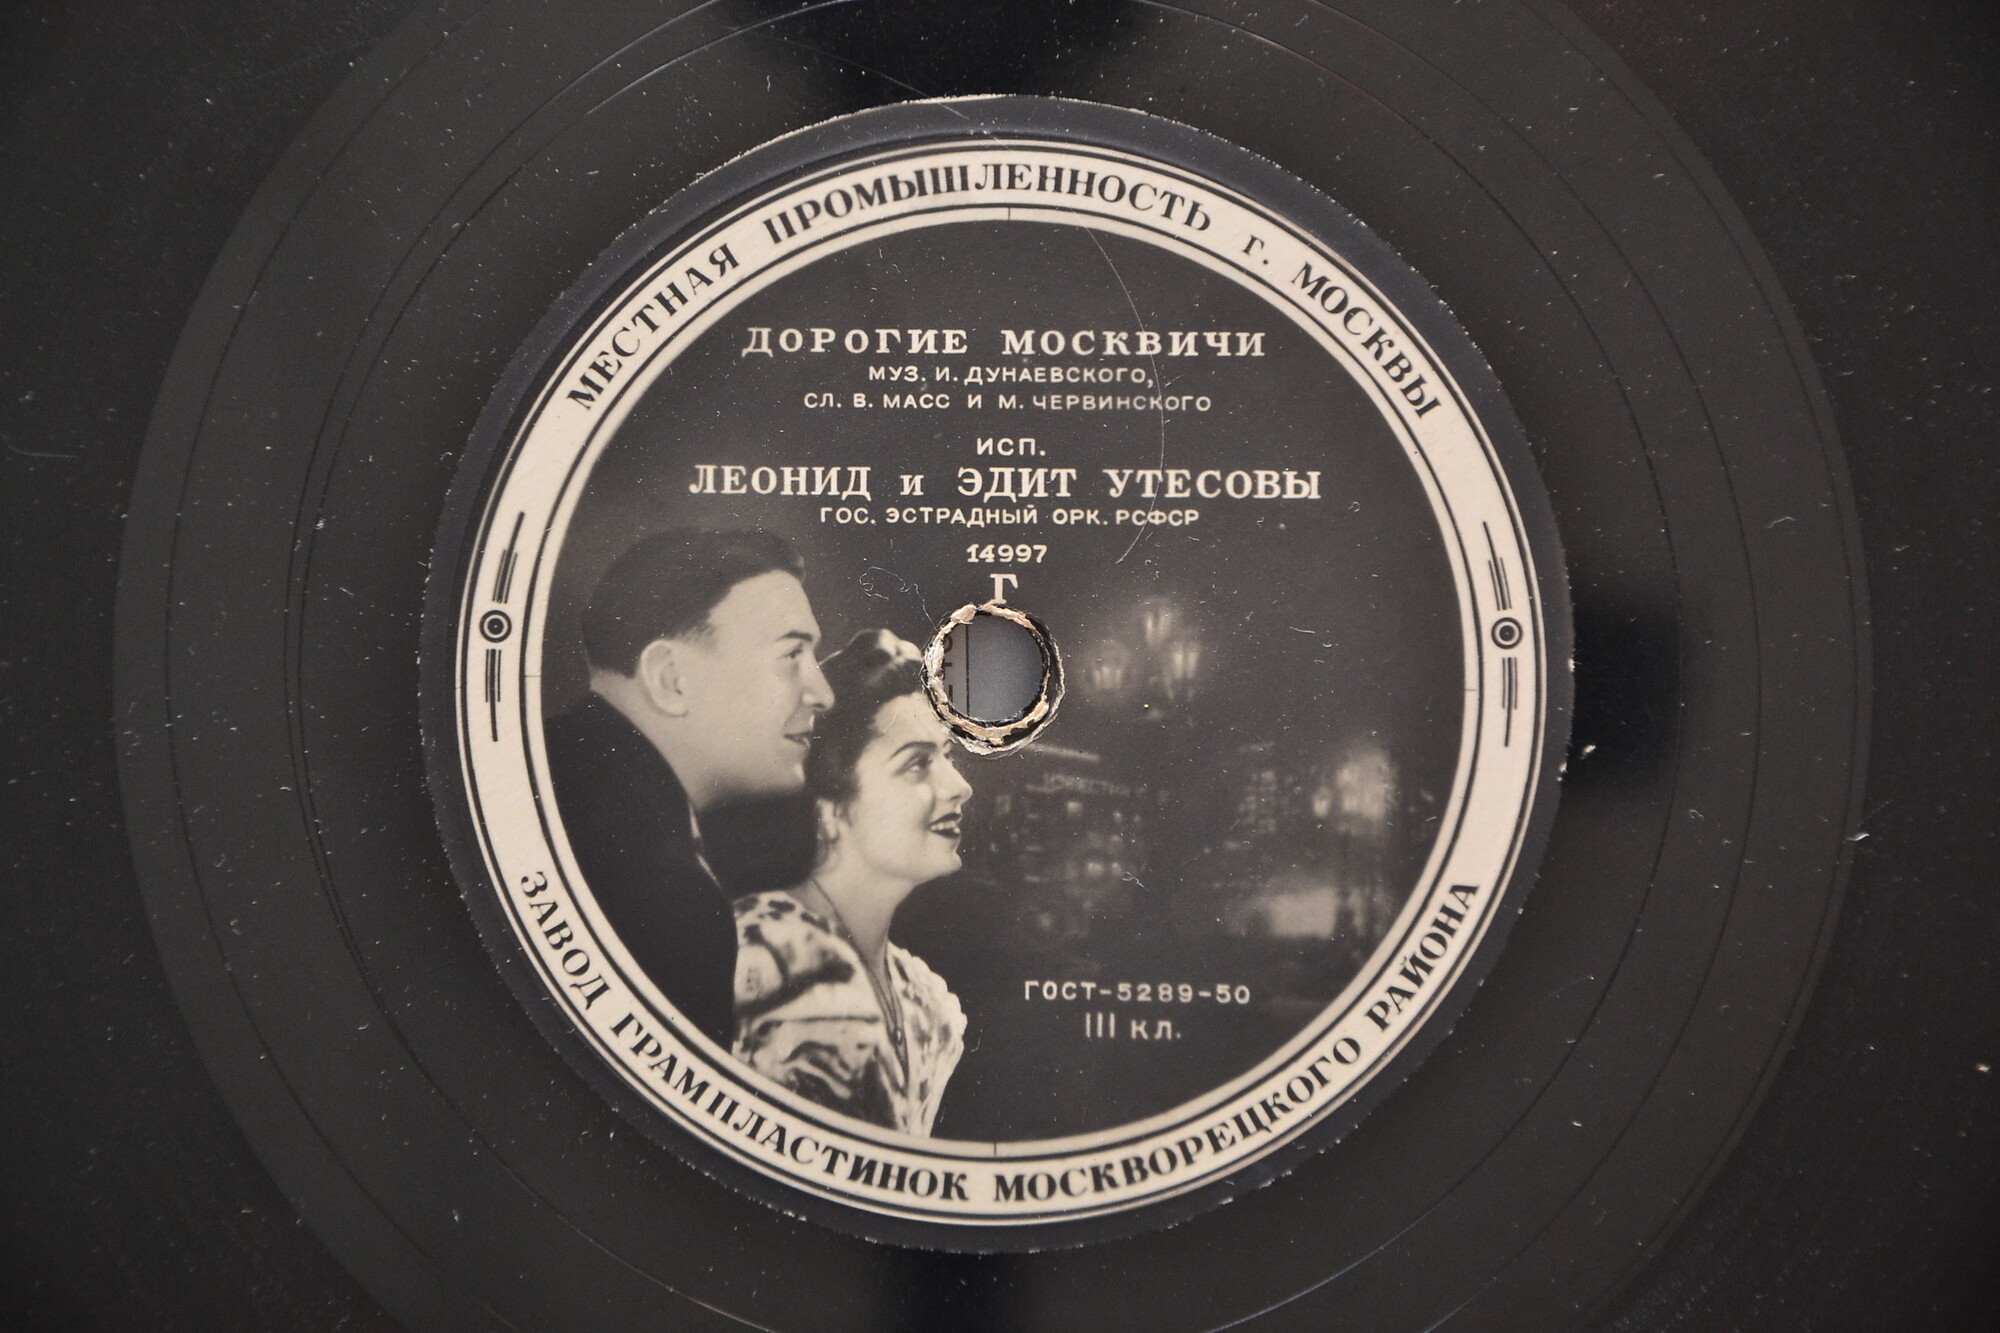 МЕСТНАЯ ПРОМЫШЛЕННОСТЬ г. МОСКВЫ
ДОРОГИЕ МОСКВИЧИ
МУЗ. И. ДУНАЕВСКОГО,
СЛ. В. МАСС И М. ЧЕРВИНСКОГО
ИСП.
ЛЕОНИД и ЭДИТ УТЕСОВЫ
ГОС. ЭСТРАДНЫЙ ОРК. РСФСР
14997
Г
ГОСТ-5289-50
III КЛ.
ЗАВОД ГРАМПЛАСТИНОК МОСКВОРЕЦКОГО РАЙОНА